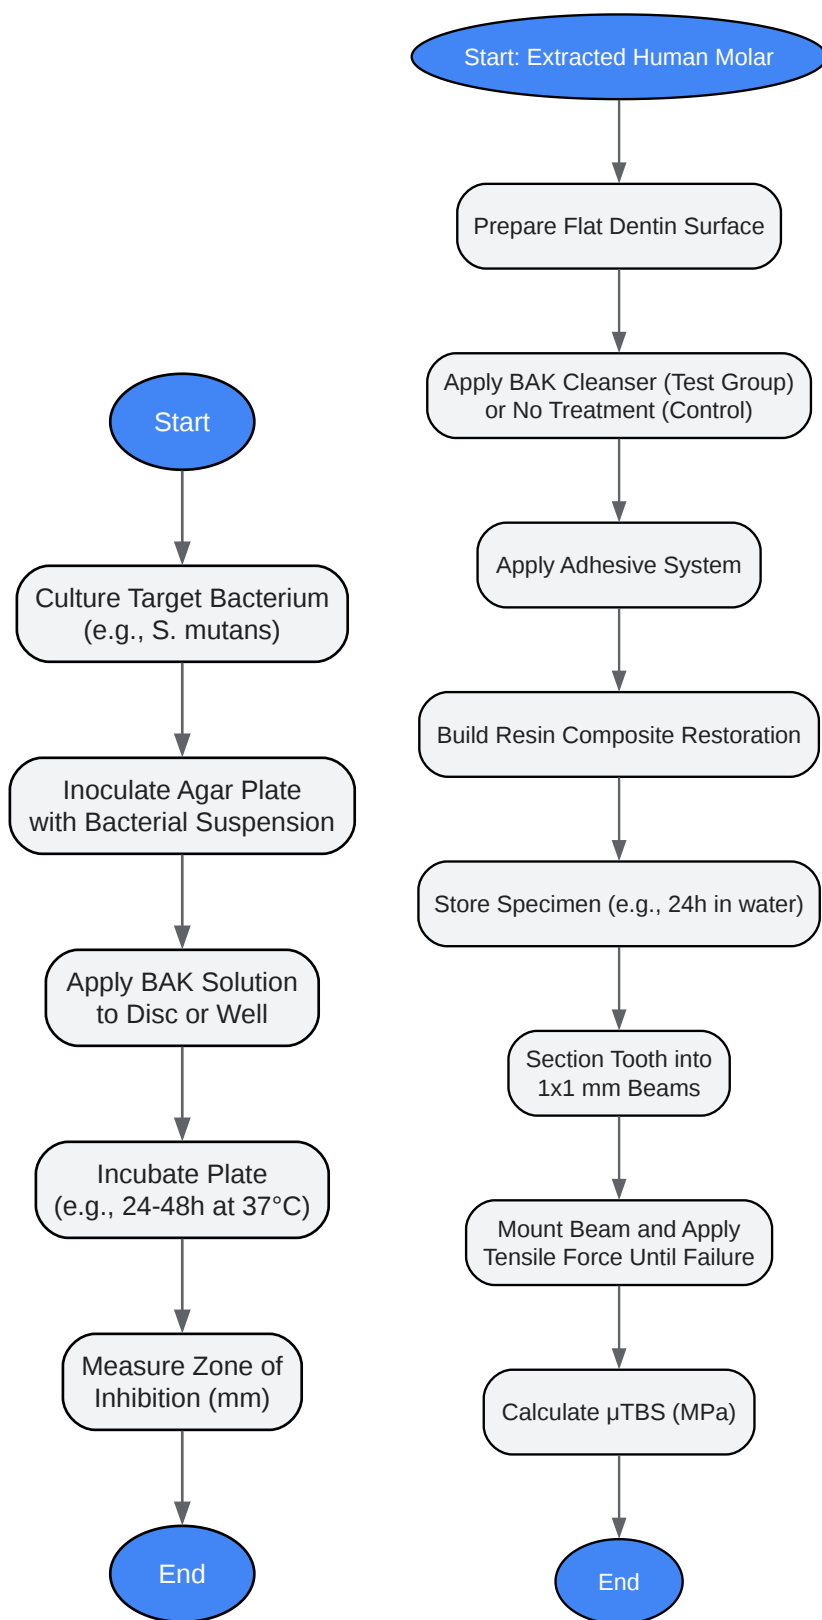 Start
Culture Target Bacterium
(e.g., S. mutans)
Inoculate Agar Plate
with Bacterial Suspension
Apply BAK Solution
to Disc or Well
Incubate Plate
(e.g., 24-48h at 37°C)
Measure Zone of
Inhibition (mm)
End
Start: Extracted Human Molar
Prepare Flat Dentin Surface
Apply BAK Cleanser (Test Group)
or No Treatment (Control)
Apply Adhesive System
Build Resin Composite Restoration
Store Specimen (e.g., 24h in water)
Section Tooth into
1x1 mm Beams
Mount Beam and Apply
Tensile Force Until Failure
Calculate μTBS (MPa)
End